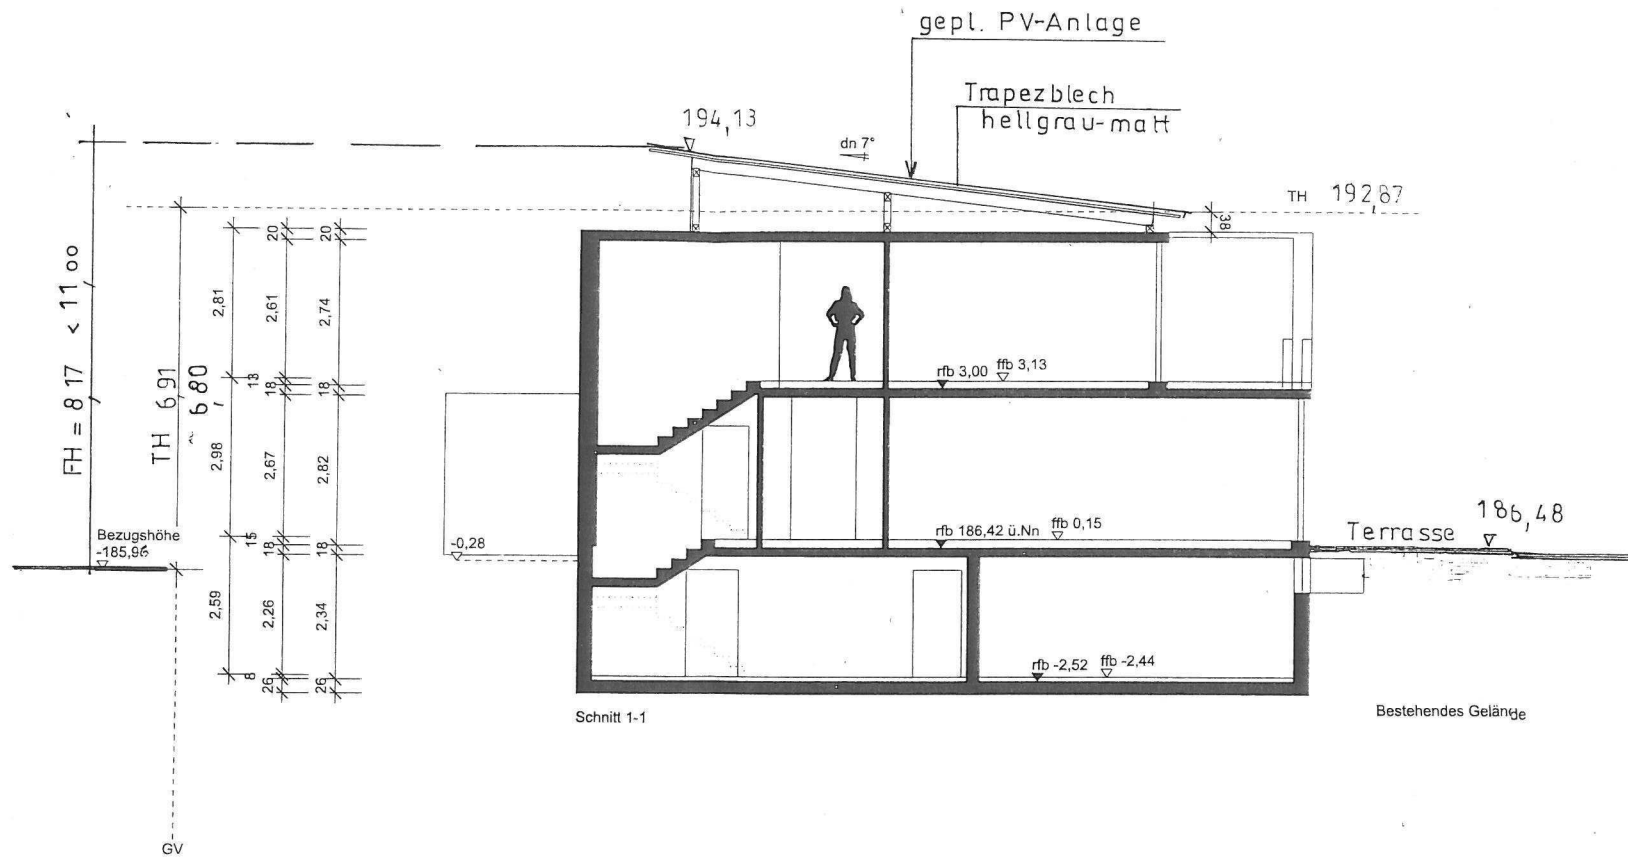 gepl. PV-Anlage
Trapezblech
hellgrau-matt
194,13
dn 7°
TH 192,87
38
20
20
2,81
2,61
2,74
FH = 8,17 < 11,00
TH 6,91
6,80
13
18
18
rfb 3,00
ffb 3,13
2,98
2,67
2,82
Bezugshöhe
-185,96
15
18
18
-0,28
rfb 186,42 ü.Nn
ffb 0,15
Terrasse
186,48
2,59
2,26
2,34
8
26
26
rfb -2,52
ffb -2,44
Schnitt 1-1
Bestehendes Gelände
GV